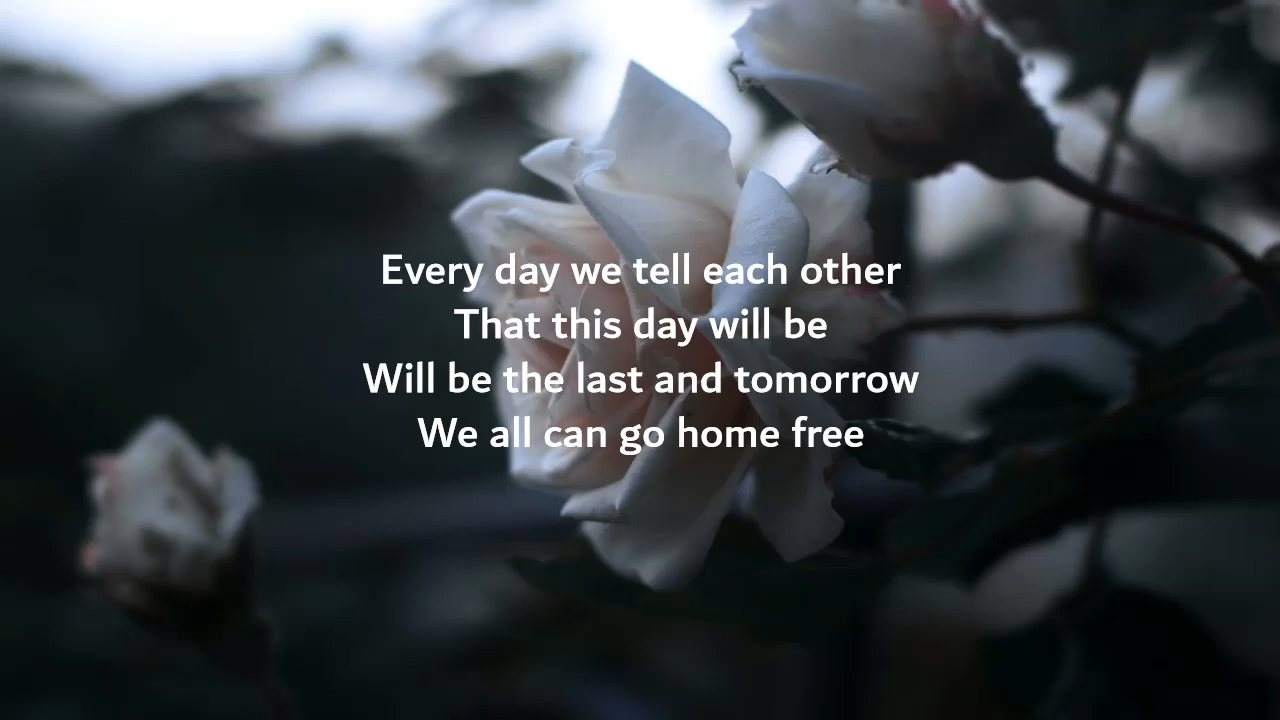 Every day we tell each other
That this day will be
Will be the last and tomorrow
We all can go home free